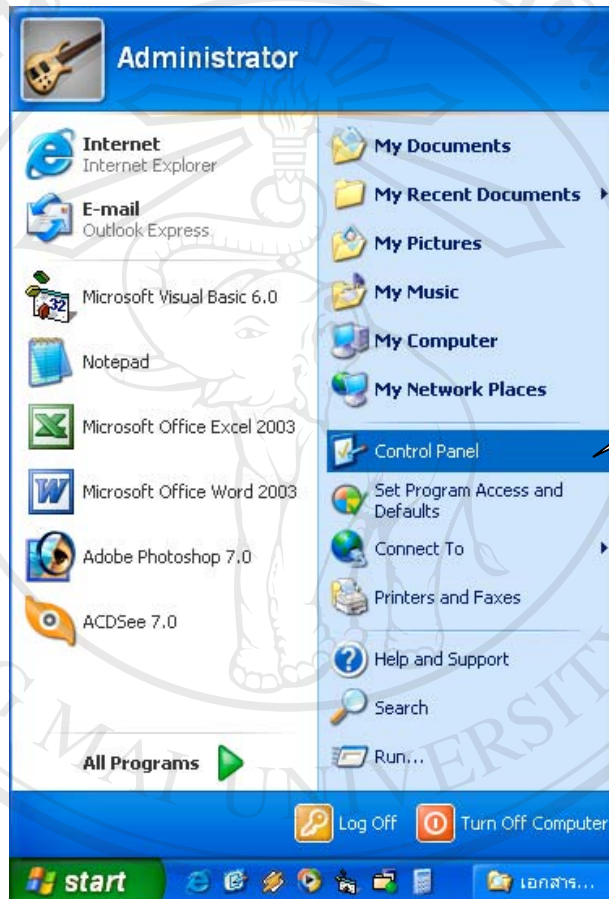 Administrator
Internet
Internet Explorer
E-mail
Outlook Express
Microsoft Visual Basic 6.0
Notepad
Microsoft Office Excel 2003
Microsoft Office Word 2003
Adobe Photoshop 7.0
ACDSee 7.0
All Programs
My Documents
My Recent Documents
My Pictures
My Music
My Computer
My Network Places
Control Panel
Set Program Access and
Defaults
Connect To
Printers and Faxes
Help and Support
Search
Run...
Log Off
Turn Off Computer
start
เอกสาร...
G MAI UNIVERSITY